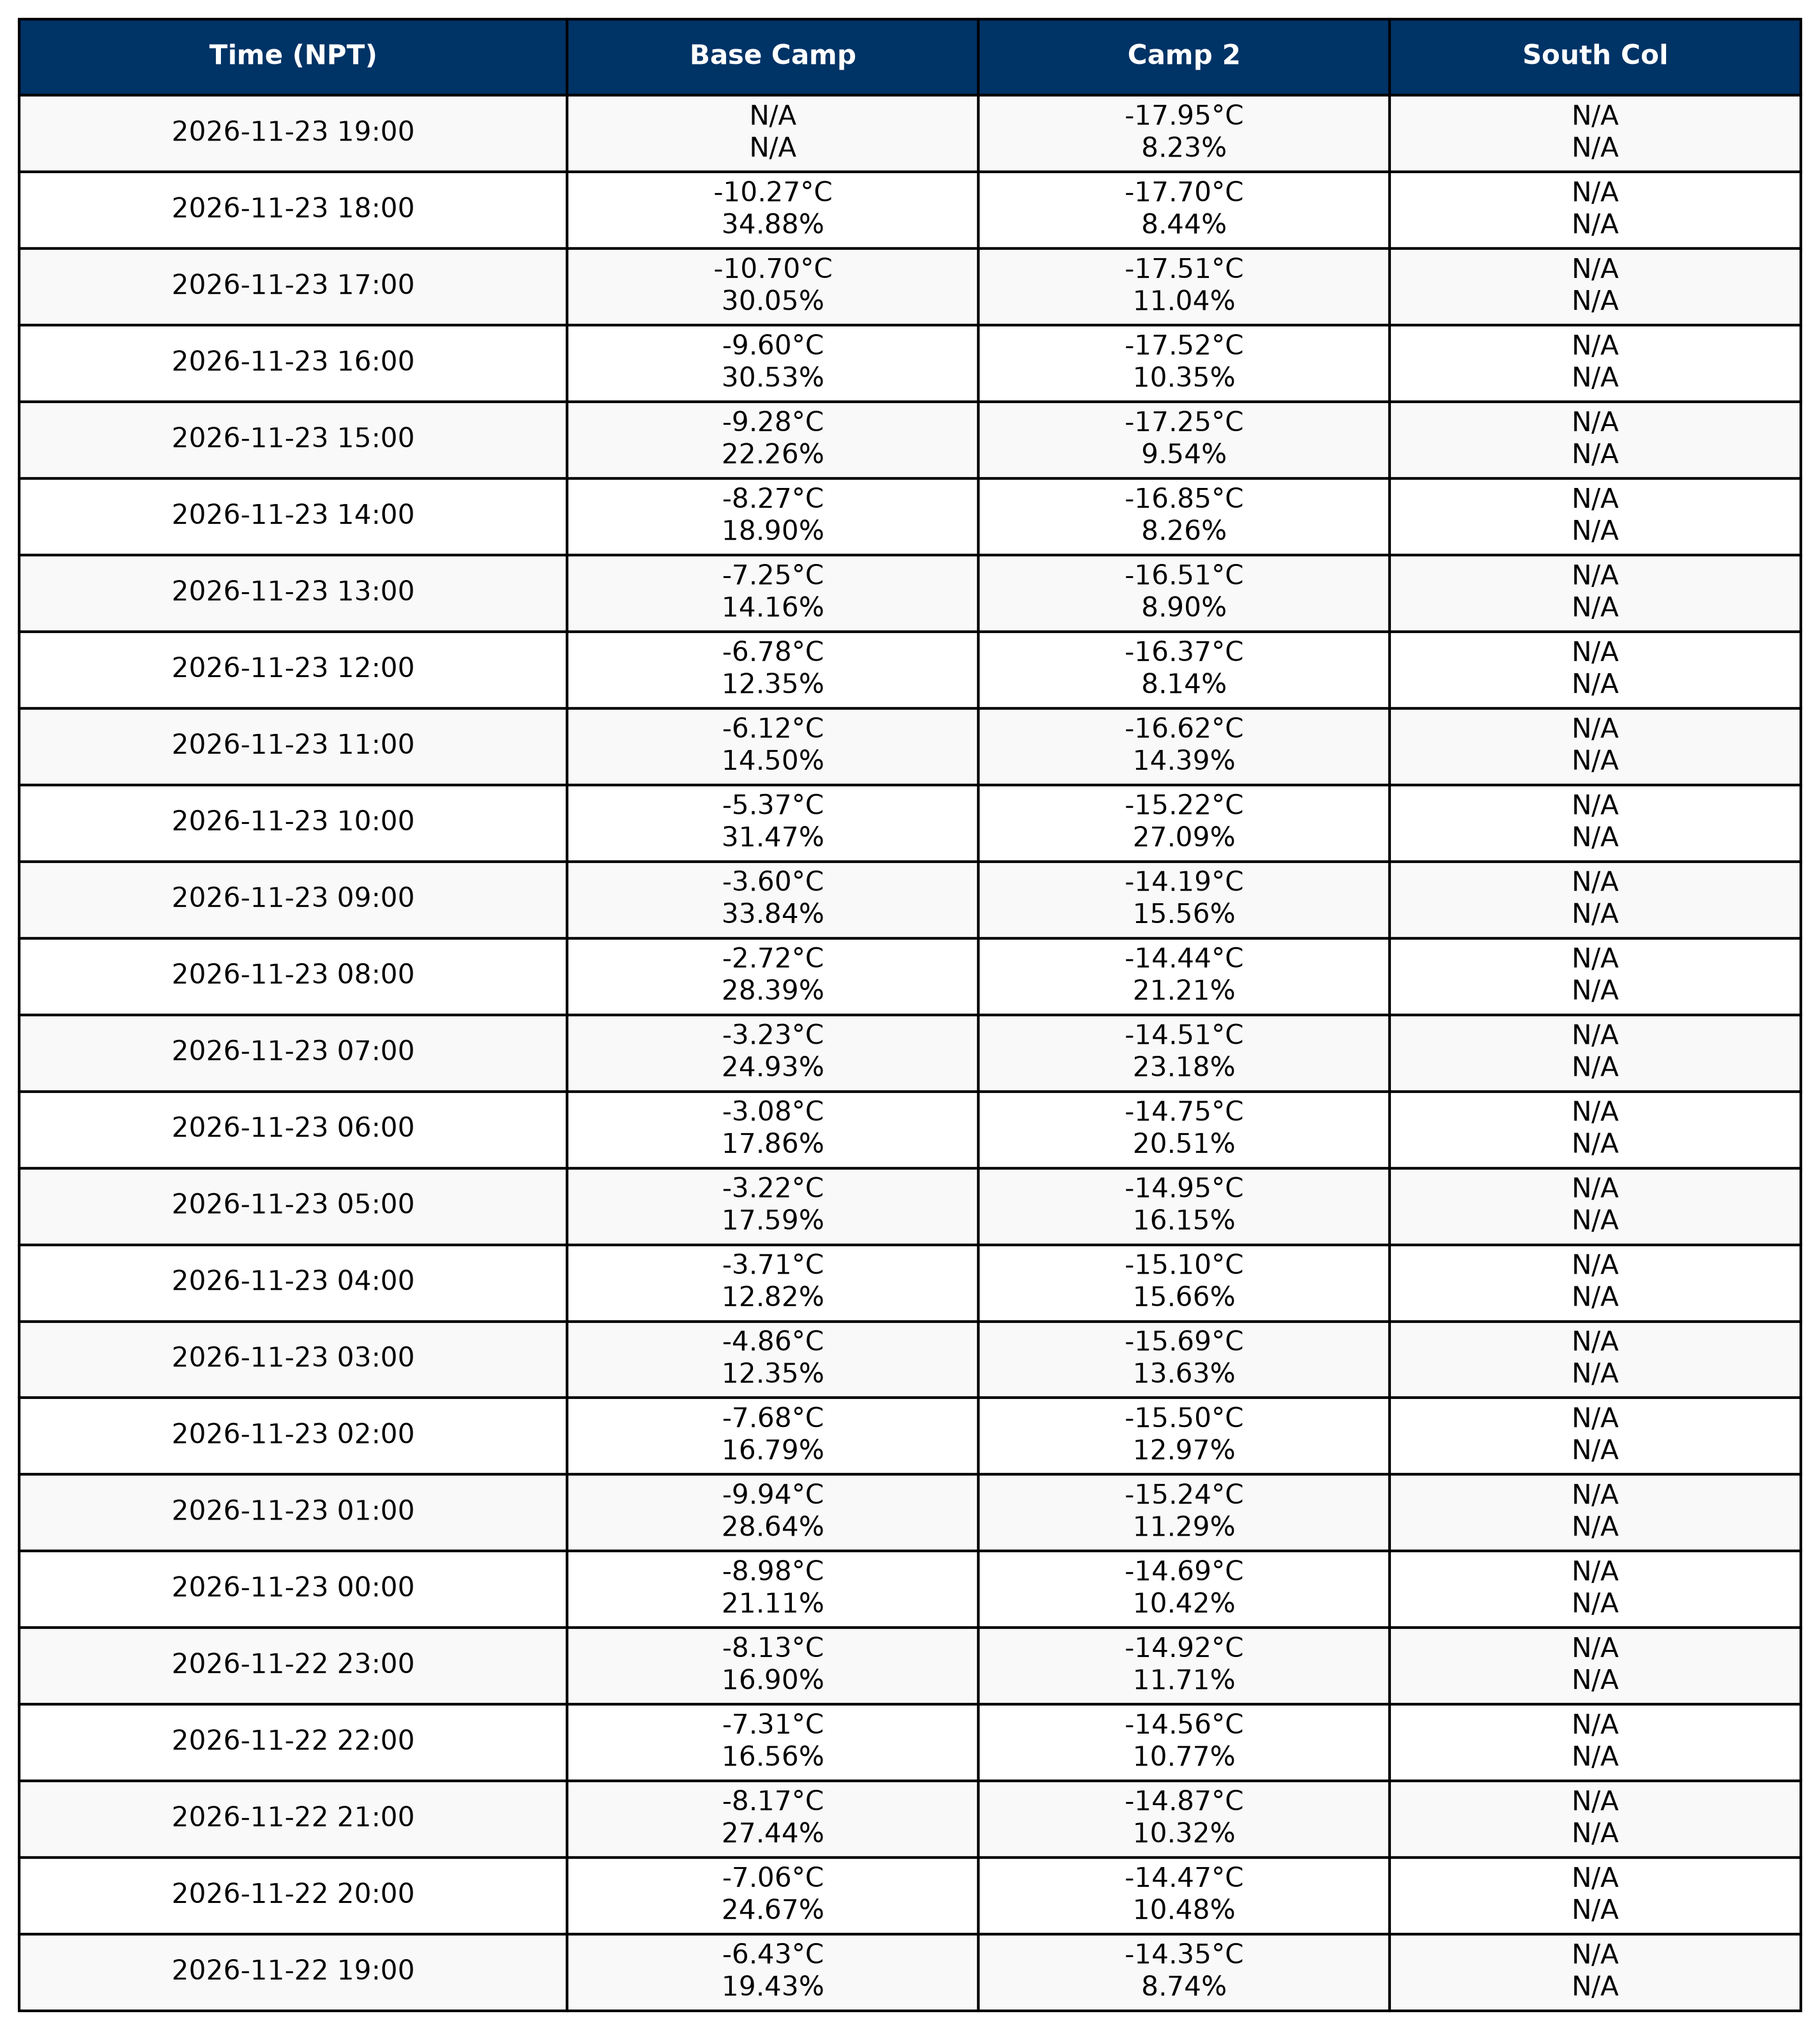 Time (NPT) Base Camp Camp 2 South Col
N/A -17.95°C N/A
2026-11-23 19:00
N/A 8.23% N/A
-10.27°C -17.70°C N/A
2026-11-23 18:00
34.88% 8.44% N/A
-10.70°C -17.51°C N/A
2026-11-23 17:00
30.05% 11.04% N/A
-9.60°C -17.52°C N/A
2026-11-23 16:00
30.53% 10.35% N/A
-9.28°C -17.25°C N/A
2026-11-23 15:00
22.26% 9.54% N/A
-8.27°C -16.85°C N/A
2026-11-23 14:00
18.90% 8.26% N/A
-7.25°C -16.51°C N/A
2026-11-23 13:00
14.16% 8.90% N/A
-6.78°C -16.37°C N/A
2026-11-23 12:00
12.35% 8.14% N/A
-6.12°C -16.62°C N/A
2026-11-23 11:00
14.50% 14.39% N/A
-5.37°C -15.22°C N/A
2026-11-23 10:00
31.47% 27.09% N/A
-3.60°C -14.19°C N/A
2026-11-23 09:00
33.84% 15.56% N/A
-2.72°C -14.44°C N/A
2026-11-23 08:00
28.39% 21.21% N/A
-3.23°C -14.51°C N/A
2026-11-23 07:00
24.93% 23.18% N/A
-3.08°C -14.75°C N/A
2026-11-23 06:00
17.86% 20.51% N/A
-3.22°C -14.95°C N/A
2026-11-23 05:00
17.59% 16.15% N/A
-3.71°C -15.10°C N/A
2026-11-23 04:00
12.82% 15.66% N/A
-4.86°C -15.69°C N/A
2026-11-23 03:00
12.35% 13.63% N/A
-7.68°C -15.50°C N/A
2026-11-23 02:00
16.79% 12.97% N/A
-9.94°C -15.24°C N/A
2026-11-23 01:00
28.64% 11.29% N/A
-8.98°C -14.69°C N/A
2026-11-23 00:00
21.11% 10.42% N/A
-8.13°C -14.92°C N/A
2026-11-22 23:00
16.90% 11.71% N/A
-7.31°C -14.56°C N/A
2026-11-22 22:00
16.56% 10.77% N/A
-8.17°C -14.87°C N/A
2026-11-22 21:00
27.44% 10.32% N/A
-7.06°C -14.47°C N/A
2026-11-22 20:00
24.67% 10.48% N/A
-6.43°C -14.35°C N/A
2026-11-22 19:00
19.43% 8.74% N/A